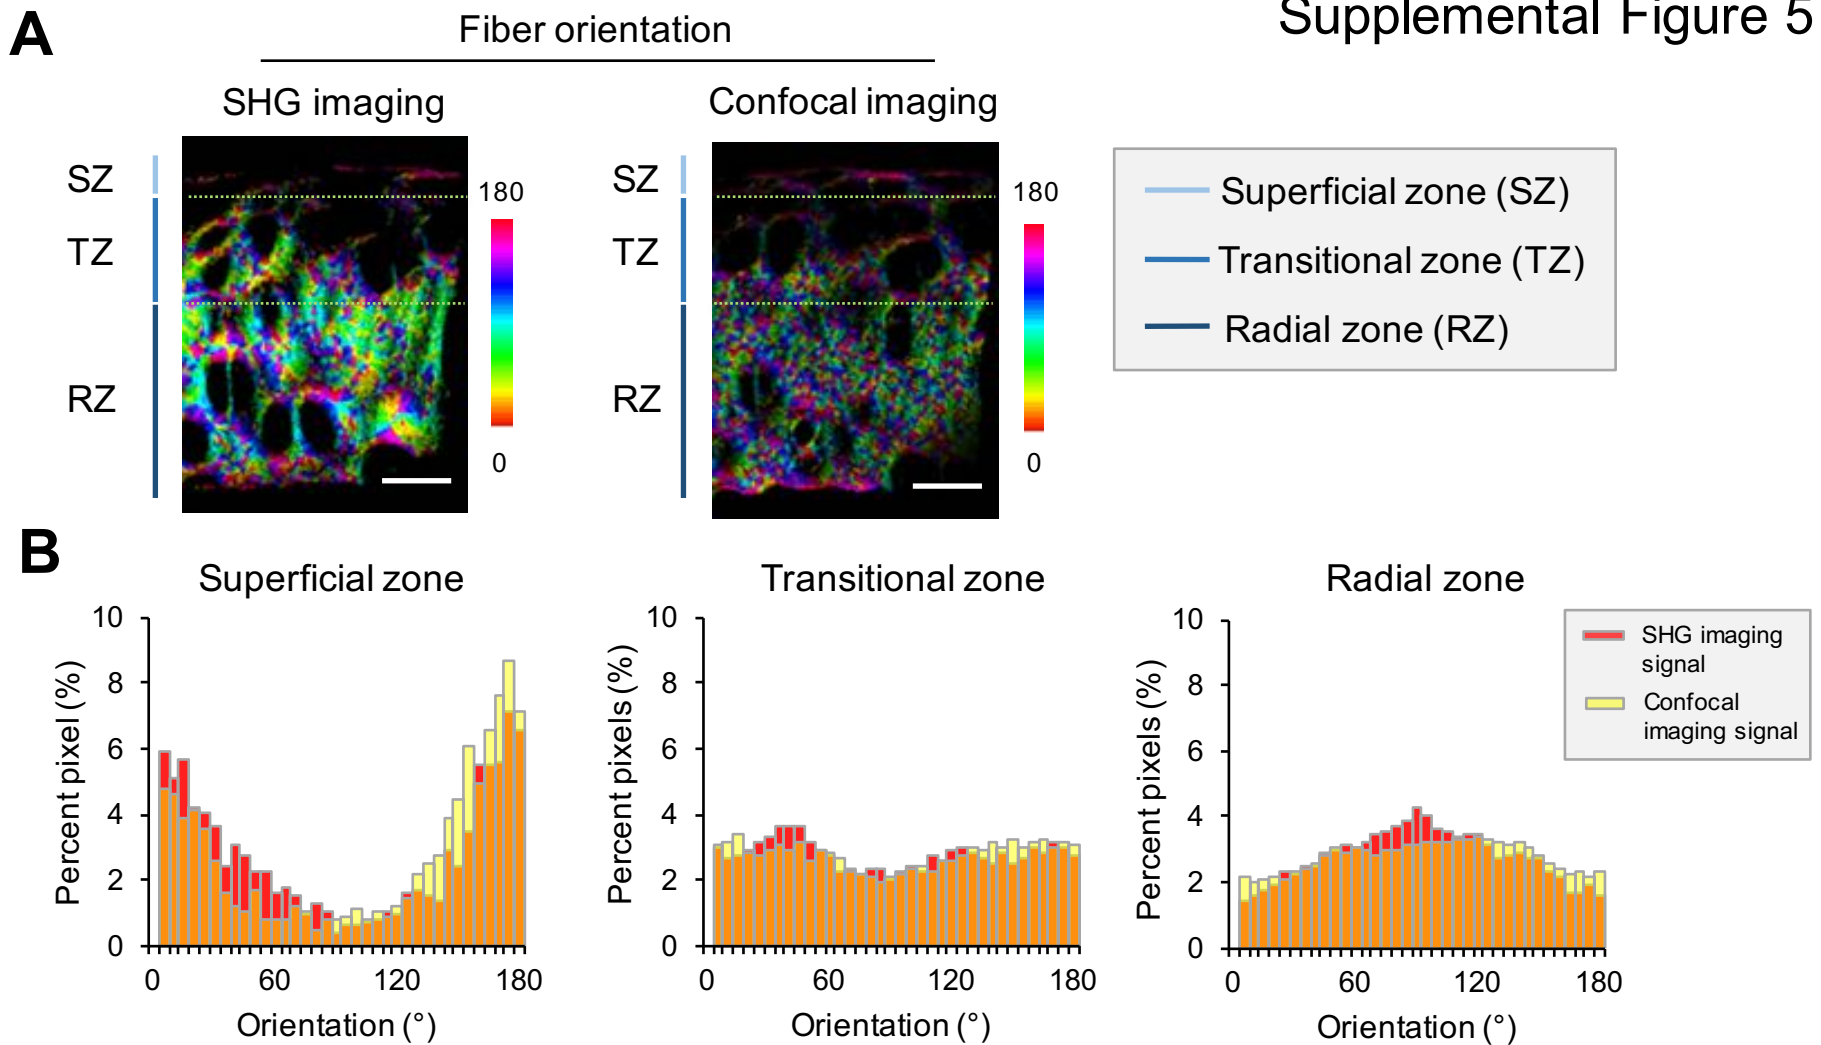 Supplemental Figure 5
A
Fiber orientation
SHG imaging
Confocal imaging
SZ
TZ
RZ
180
0
SZ
TZ
RZ
180
0
Superficial zone (SZ)
Transitional zone (TZ)
Radial zone (RZ)
B
Superficial zone
Percent pixel (%)
10
8
6
4
2
0
0 60 120 180
Orientation (°)
Transitional zone
Percent pixels (%)
10
8
6
4
2
0
0 60 120 180
Orientation (°)
Radial zone
Percent pixels (%)
10
8
6
4
2
0
0 60 120 180
Orientation (°)
SHG imaging
signal
Confocal
imaging signal